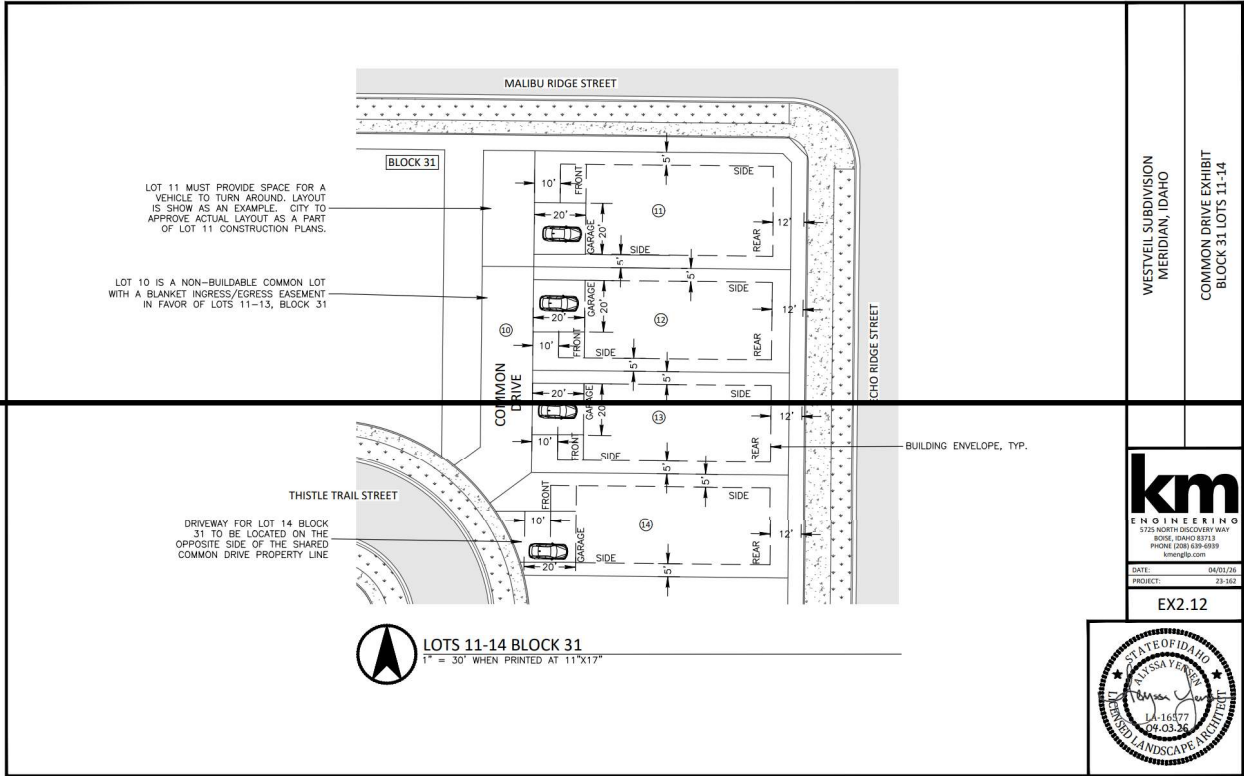 MALIBU RIDGE STREET
BLOCK 31
LOT 11 MUST PROVIDE SPACE FOR A
VEHICLE TO TURN AROUND. LAYOUT
IS SHOW AS AN EXAMPLE. CITY TO
APPROVE ACTUAL LAYOUT AS A PART
OF LOT 11 CONSTRUCTION PLANS.
LOT 10 IS A NON-BUILDABLE COMMON LOT
WITH A BLANKET INGRESS/EGRESS EASEMENT
IN FAVOR OF LOTS 11-13, BLOCK 31
5'
SIDE
10'
FRONT
11
20'
20'
GARAGE
REAR
12'
SIDE
5'
5'
SIDE
GARAGE
20'
20'
12
12'
10
10'
FRONT
SIDE
REAR
5'
5'
COMMON
DRIVE
20'
GARAGE
20'
SIDE
13
12'
10'
FRONT
SIDE
REAR
5'
ECHO RIDGE STREET
BUILDING ENVELOPE, TYP.
THISTLE TRAIL STREET
DRIVEWAY FOR LOT 14 BLOCK
31 TO BE LOCATED ON THE
OPPOSITE SIDE OF THE SHARED
COMMON DRIVE PROPERTY LINE
5'
FRONT
SIDE
10'
14
GARAGE
12'
20'
SIDE
REAR
5'
LOTS 11-14 BLOCK 31
1" = 30' WHEN PRINTED AT 11"X17"
WESTVEIL SUBDIVISION
MERIDIAN, IDAHO
COMMON DRIVE EXHIBIT
BLOCK 31 LOTS 11-14
km
ENGINEERING
5725 NORTH DISCOVERY WAY
BOISE, IDAHO 83713
PHONE (208) 639-6939
kmengllp.com
DATE: 04/01/26
PROJECT: 23-162
EX2.12
STATE OF IDAHO
ALYSSA YENSEN
LA-16577
04.03.26
LICENSED LANDSCAPE ARCHITECT